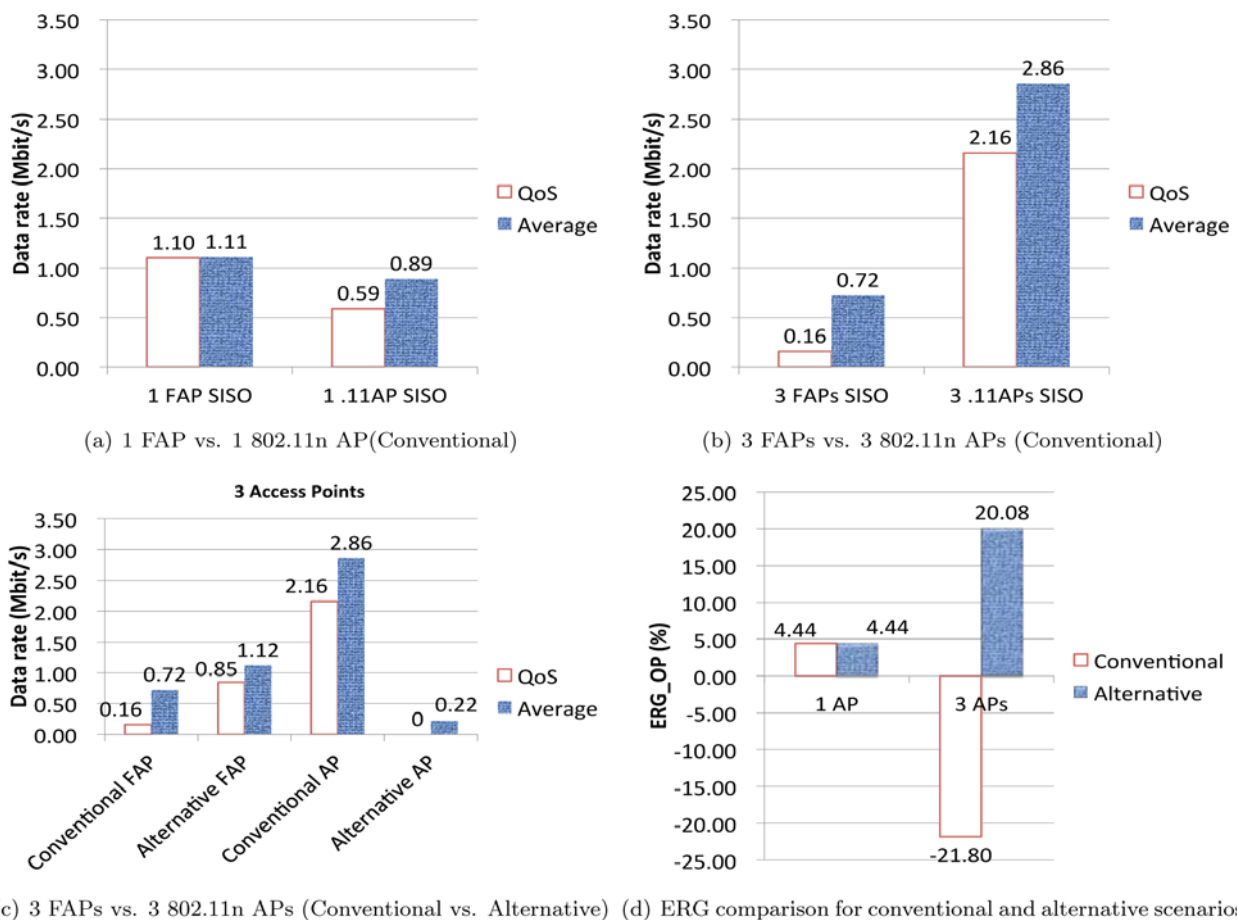 3.50
3.00
2.50
2.00
1.50
1.00
0.50
0.00
Data rate (Mbit/s)
1.10 1.11
0.59
0.89
1 FAP SISO
1 .11AP SISO
QoS
Average
(a) 1 FAP vs. 1 802.11n AP(Conventional)
3.50
3.00
2.50
2.00
1.50
1.00
0.50
0.00
Data rate (Mbit/s)
0.16
0.72
2.16
2.86
3 FAPs SISO
3 .11APs SISO
QoS
Average
(b) 3 FAPs vs. 3 802.11n APs (Conventional)
3 Access Points
3.50
3.00
2.50
2.00
1.50
1.00
0.50
0.00
Data rate (Mbit/s)
0.16
0.72
0.85
1.12
2.16
2.86
0
0.22
Conventional FAP
Alternative FAP
Conventional AP
Alternative AP
QoS
Average
c) 3 FAPs vs. 3 802.11n APs (Conventional vs. Alternative)
25.00
20.00
15.00
10.00
5.00
0.00
-5.00
-10.00
-15.00
-20.00
-25.00
ERG_OP (%)
4.44
4.44
20.08
-21.80
1 AP
3 APs
Conventional
Alternative
(d) ERG comparison for conventional and alternative scenarios